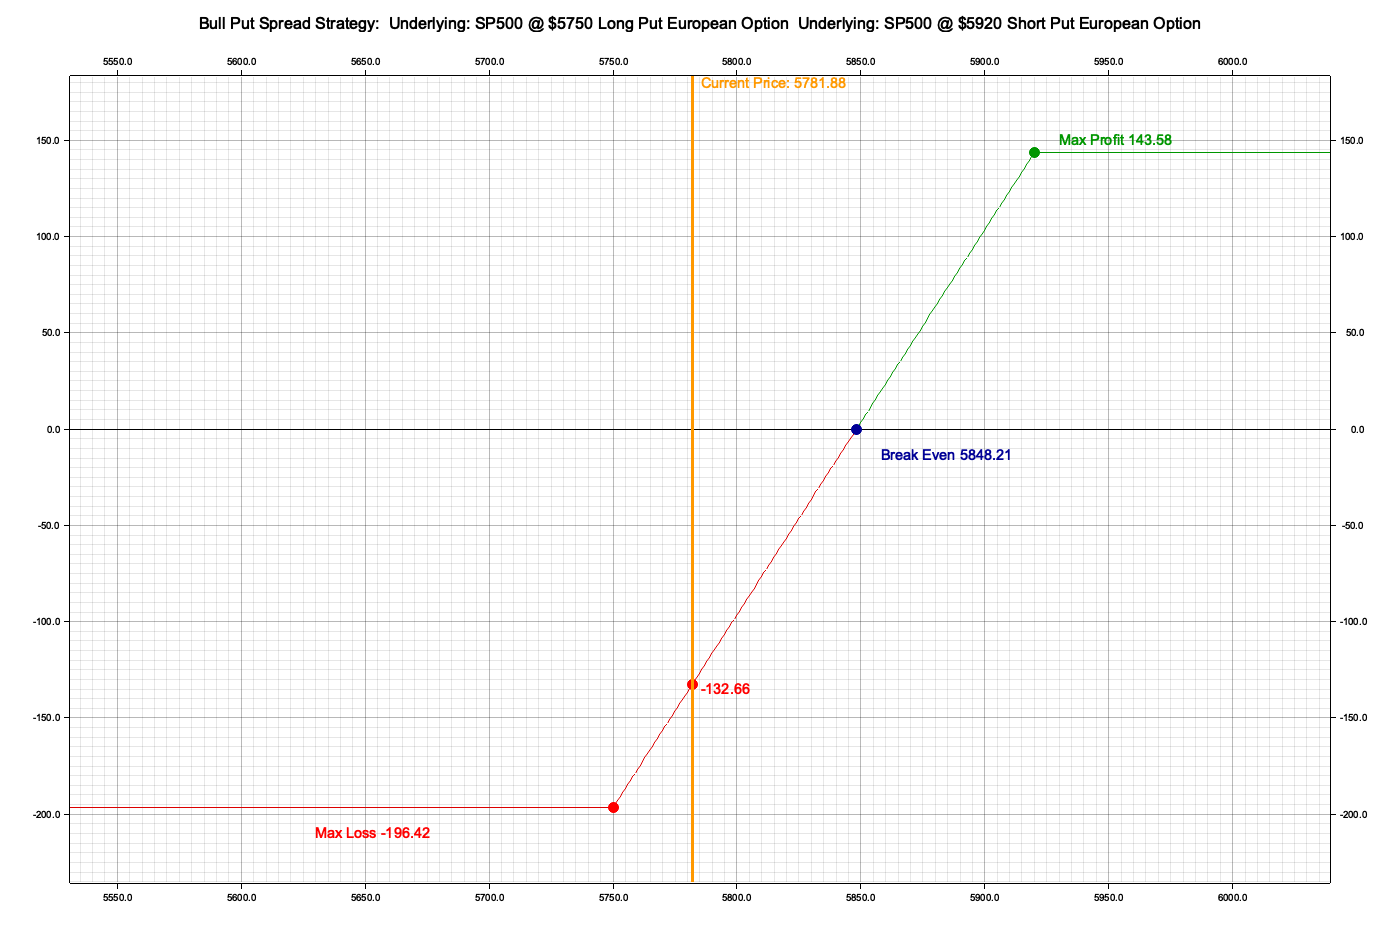 Bull Put Spread Strategy:  Underlying: SP500 @ $5750 Long Put European Option  Underlying: SP500 @ $5920 Short Put European Option
5550.0 5600.0 5650.0 5700.0 5750.0 5800.0 5850.0 5900.0 5950.0 6000.0
Current Price: 5781.88
150.0 Max Profit 143.58 150.0
100.0 100.0
50.0 50.0
0.0 0.0
Break Even 5848.21
-50.0 -50.0
-100.0 -100.0
-132.66
-150.0 -150.0
-200.0 -200.0
Max Loss -196.42
5550.0 5600.0 5650.0 5700.0 5750.0 5800.0 5850.0 5900.0 5950.0 6000.0